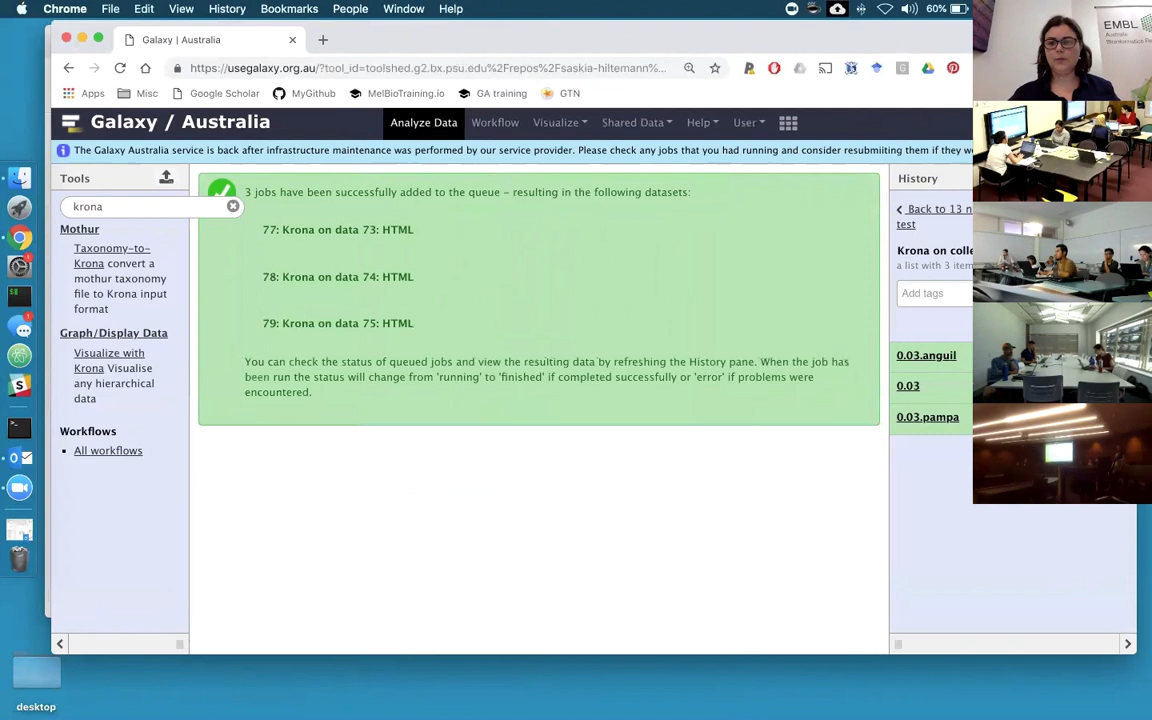 Chrome File Edit View History Bookmarks People Window Help
60%
Galaxy | Australia
https://usegalaxy.org.au/?tool_id=toolshed.g2.bx.psu.edu%2Frepos%2Fsaskia-hiltemann%...
Apps Misc Google Scholar MyGithub MelBioTraining.io GA training GTN
Galaxy / Australia
Analyze Data Workflow Visualize Shared Data Help User
The Galaxy Australia service is back after infrastructure maintenance was performed by our service provider. Please check any jobs that you had running and consider resubmiitting them if they we
Tools
krona
Mothur
Taxonomy-to-
Krona convert a
mothur taxonomy
file to Krona input
format
Graph/Display Data
Visualize with
Krona Visualise
any hierarchical
data
Workflows
All workflows
3 jobs have been successfully added to the queue - resulting in the following datasets:
77: Krona on data 73: HTML
78: Krona on data 74: HTML
79: Krona on data 75: HTML
You can check the status of queued jobs and view the resulting data by refreshing the History pane. When the job has
been run the status will change from 'running' to 'finished' if completed successfully or 'error' if problems were
encountered.
History
Back to 13 n
test
Krona on colle
a list with 3 item
Add tags
0.03.anguil
0.03
0.03.pampa
EMBL
desktop